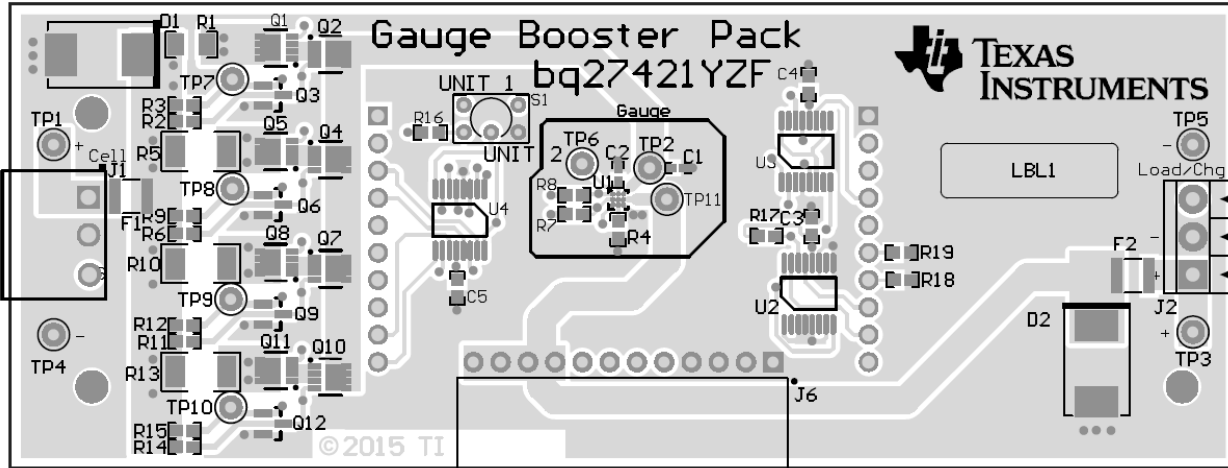 D1 R1 Q1 Q2
Gauge Booster Pack
bq27421YZF
TEXAS
INSTRUMENTS
TP7
Q3
R3
R2
UNIT 1
S1
R16
UNIT 2
Gauge
C4
TP1
+
Q5
Q4
R5
Cell
J1
TP6
C2
TP2
C1
U3
TP5
-
LBL1
Load/Chg
TP8
Q6
U4
R8
U1
TP11
R9
F1
R6
R7
R4
R17
C3
Q8
Q7
R19
-
F2
R10
R18
+
TP9
C5
U2
J2
Q9
D2
R12
R11
TP4
-
+
TP3
Q11
Q10
R13
J6
TP10
Q12
R15
R14
©2015 TI